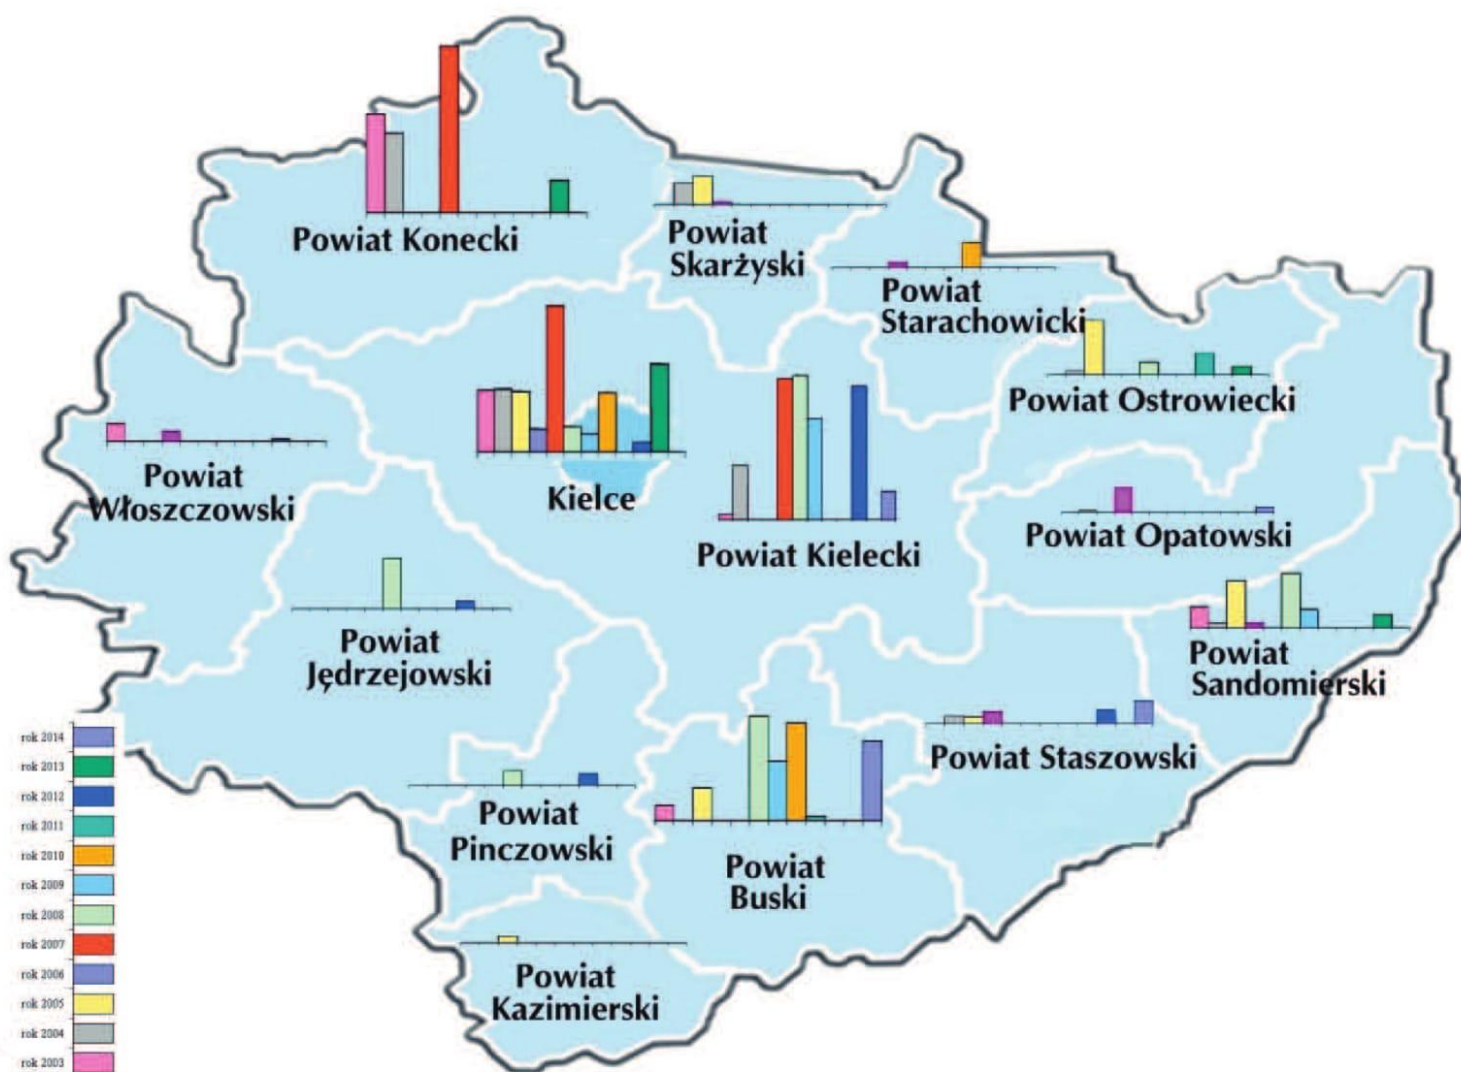 Powiat Konecki
Powiat
Skarżyski
Powiat
Starachowicki
Powiat Ostrowiecki
Powiat
Włoszczowski
Kielce
Powiat Kielecki
Powiat Opatowski
Powiat
Jędrzejowski
Powiat
Sandomierski
Powiat Staszowski
Powiat
Pinczowski
Powiat
Buski
Powiat
Kazimierski
rok 2014
rok 2013
rok 2012
rok 2011
rok 2010
rok 2009
rok 2008
rok 2007
rok 2006
rok 2005
rok 2004
rok 2003